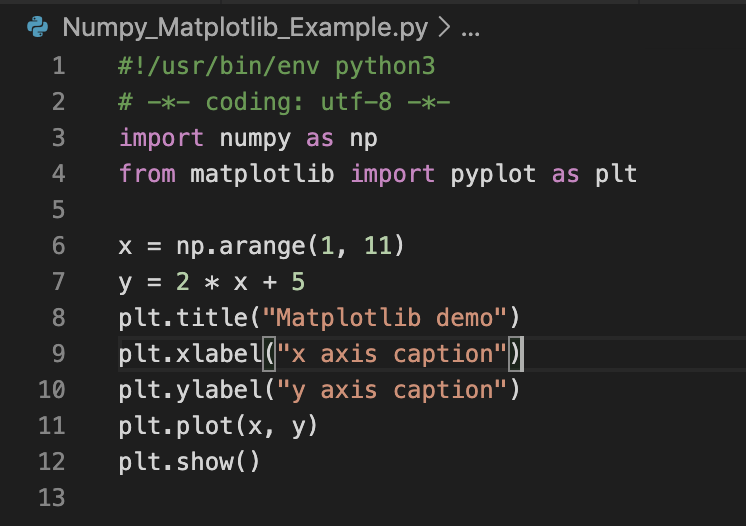 Numpy_Matplotlib_Example.py > ...
1 #!/usr/bin/env python3
2 # -*- coding: utf-8 -*-
3 import numpy as np
4 from matplotlib import pyplot as plt
5
6 x = np.arange(1, 11)
7 y = 2 * x + 5
8 plt.title("Matplotlib demo")
9 plt.xlabel("x axis caption")
10 plt.ylabel("y axis caption")
11 plt.plot(x, y)
12 plt.show()
13